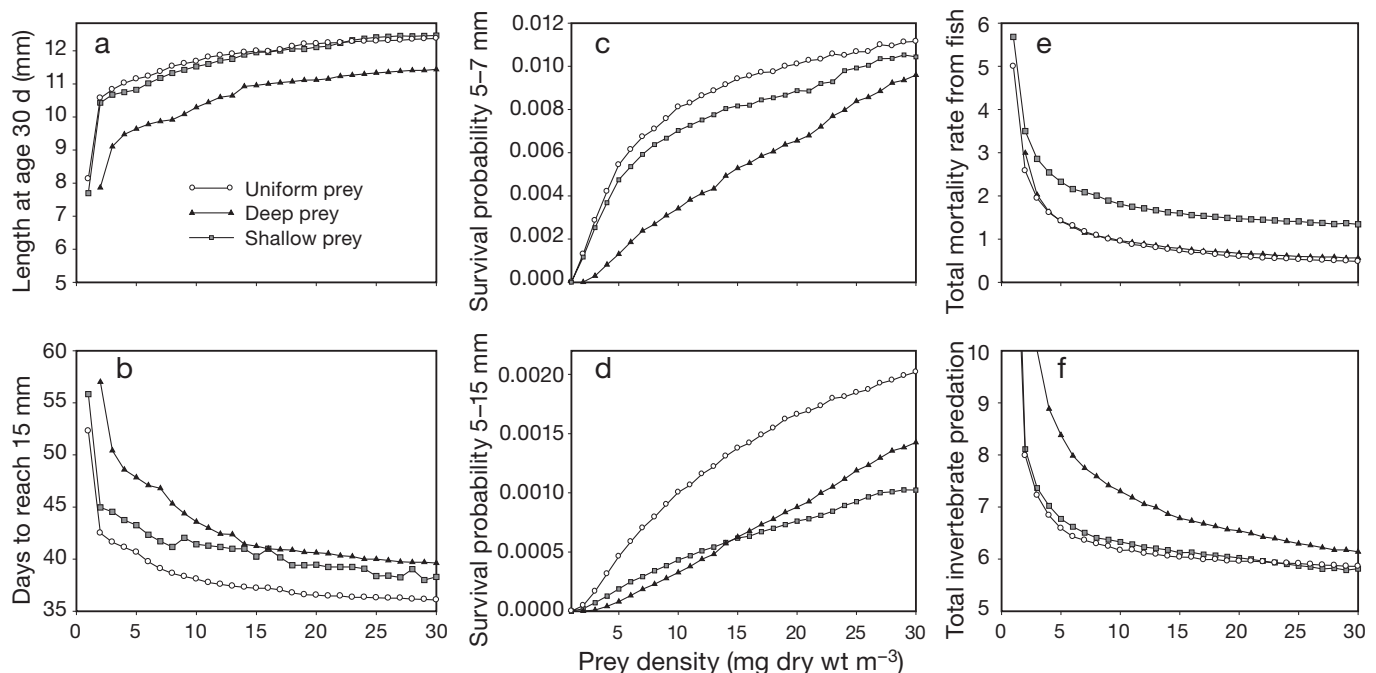 a
Length at age 30 d (mm)
12
11
10
9
8
7
6
5
Uniform prey
Deep prey
Shallow prey
c
Survival probability 5–7 mm
0.012
0.010
0.008
0.006
0.004
0.002
0.000
e
Total mortality rate from fish
6
5
4
3
2
1
0
b
Days to reach 15 mm
60
55
50
45
40
35
0 5 10 15 20 25 30
d
Survival probability 5–15 mm
0.0020
0.0015
0.0010
0.0005
0.0000
5 10 15 20 25 30
Prey density (mg dry wt m⁻³)
f
Total invertebrate predation
10
9
8
7
6
5
0 5 10 15 20 25 30